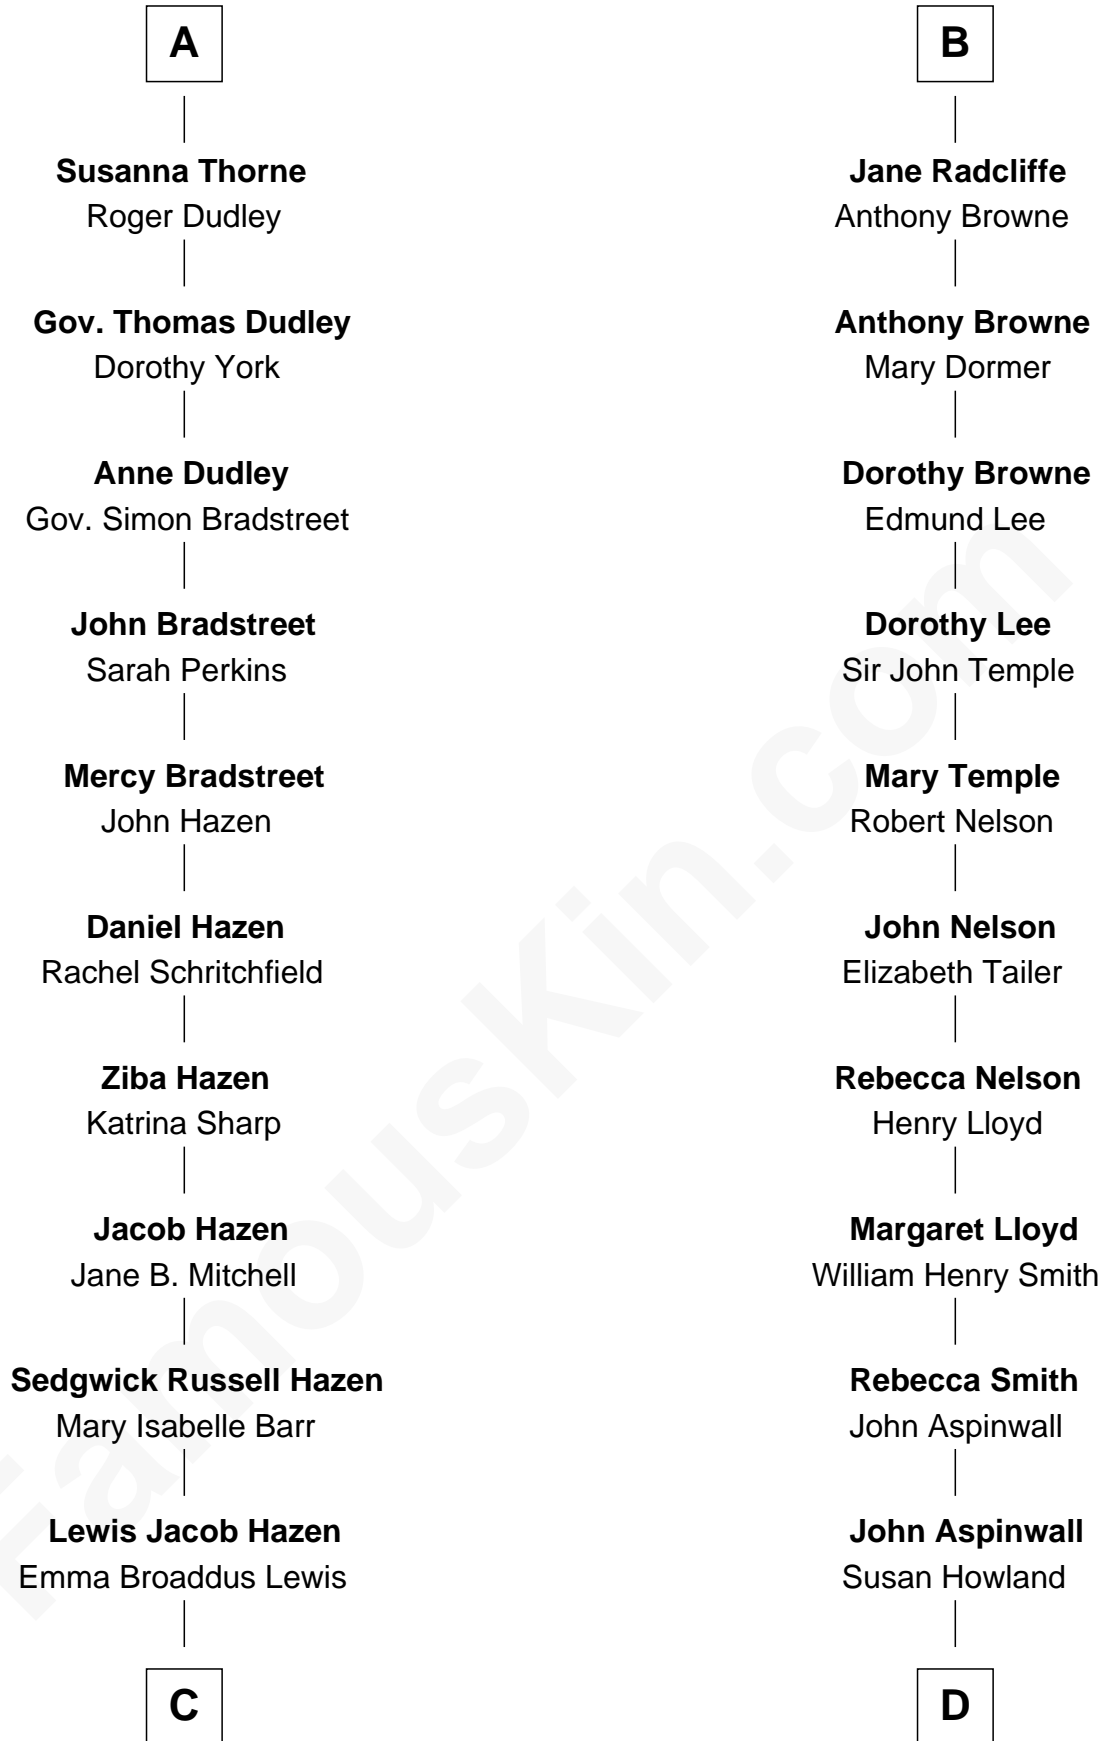 A
Susanna Thorne
Roger Dudley
Gov. Thomas Dudley
Dorothy York
Anne Dudley
Gov. Simon Bradstreet
John Bradstreet
Sarah Perkins
Mercy Bradstreet
John Hazen
Daniel Hazen
Rachel Schritchfield
Ziba Hazen
Katrina Sharp
Jacob Hazen
Jane B. Mitchell
Sedgwick Russell Hazen
Mary Isabelle Barr
Lewis Jacob Hazen
Emma Broaddus Lewis
C
B
Jane Radcliffe
Anthony Browne
Anthony Browne
Mary Dormer
Dorothy Browne
Edmund Lee
Dorothy Lee
Sir John Temple
Mary Temple
Robert Nelson
John Nelson
Elizabeth Tailer
Rebecca Nelson
Henry Lloyd
Margaret Lloyd
William Henry Smith
Rebecca Smith
John Aspinwall
John Aspinwall
Susan Howland
D
FamousKin.com